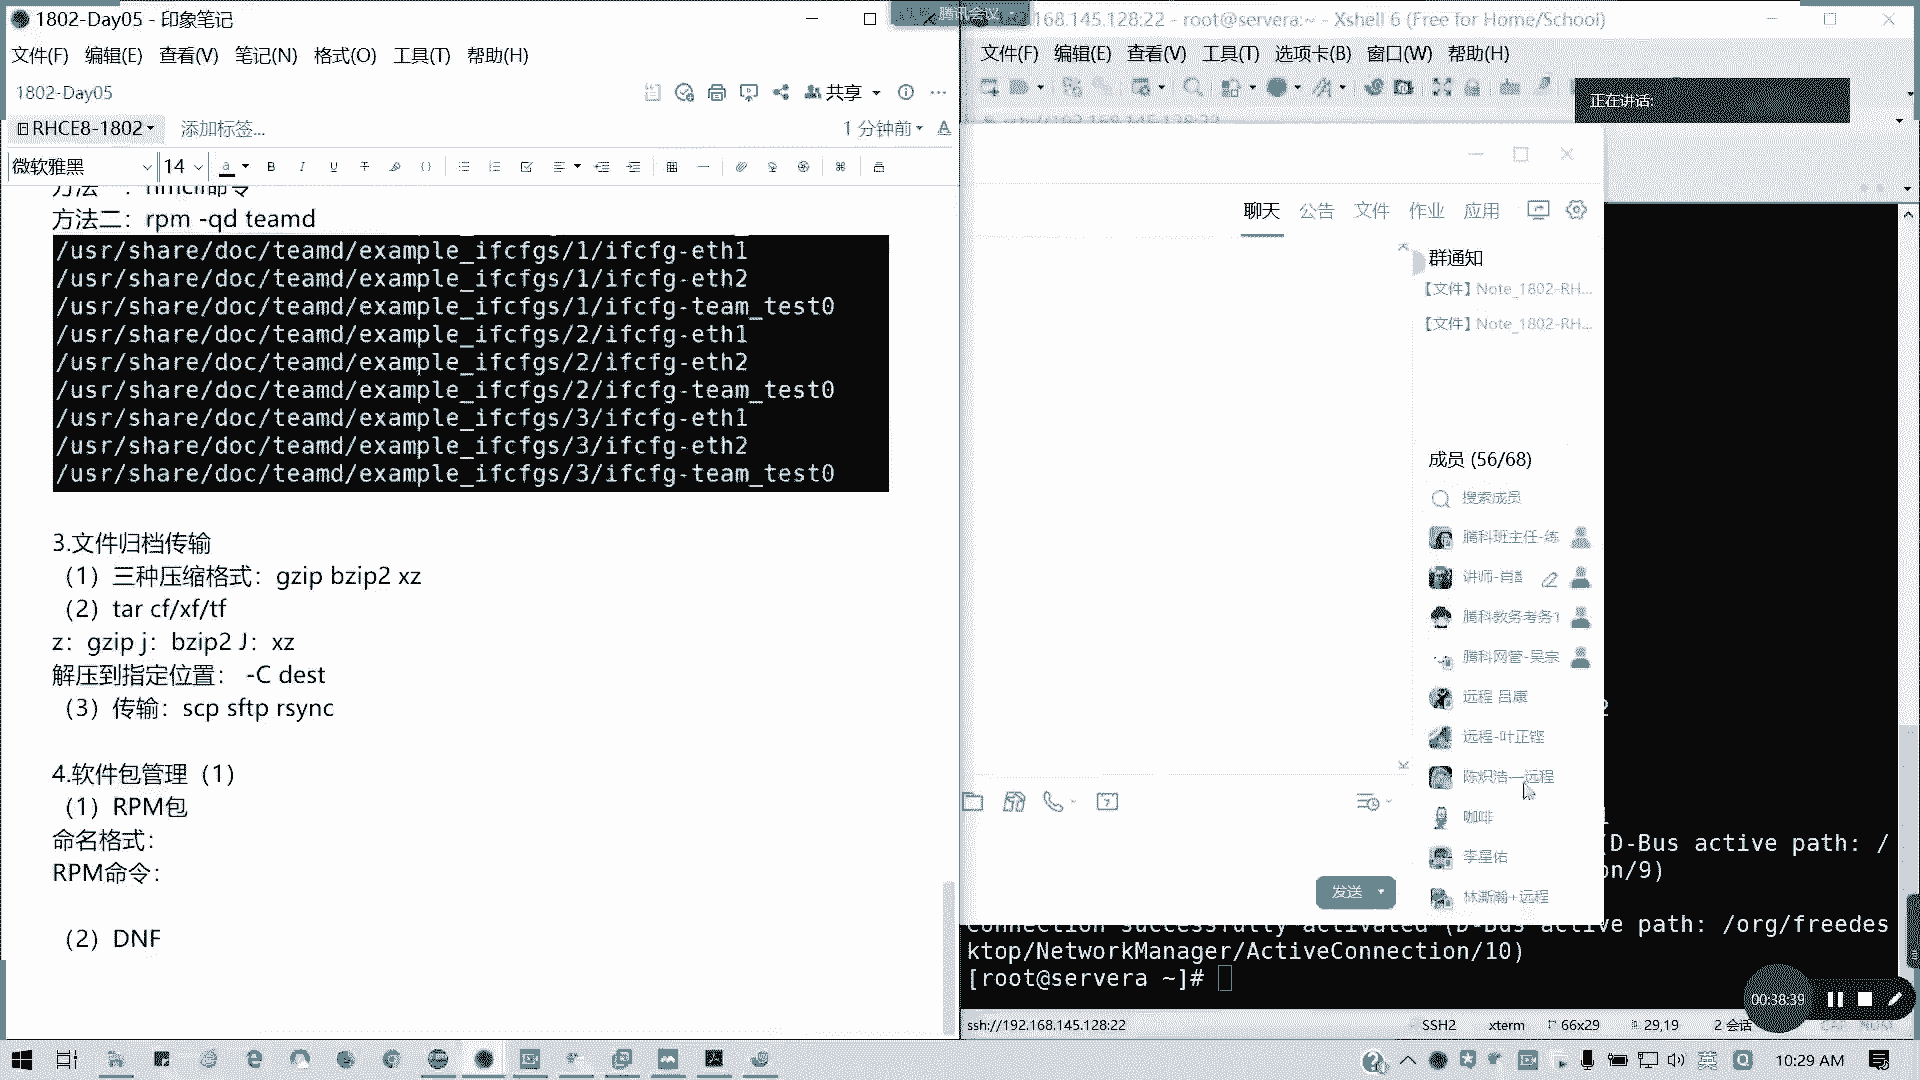 1802-Day05 - 印象笔记
文件(F) 编辑(E) 查看(V) 笔记(N) 格式(O) 工具(T) 帮助(H)
1802-Day05
共享
RHCE8-1802
添加标签...
1 分钟前
微软雅黑
14
方法二：rpm -qd teamd
/usr/share/doc/teamd/example_ifcfgs/1/ifcfg-eth1
/usr/share/doc/teamd/example_ifcfgs/1/ifcfg-eth2
/usr/share/doc/teamd/example_ifcfgs/1/ifcfg-team_test0
/usr/share/doc/teamd/example_ifcfgs/2/ifcfg-eth1
/usr/share/doc/teamd/example_ifcfgs/2/ifcfg-eth2
/usr/share/doc/teamd/example_ifcfgs/2/ifcfg-team_test0
/usr/share/doc/teamd/example_ifcfgs/3/ifcfg-eth1
/usr/share/doc/teamd/example_ifcfgs/3/ifcfg-eth2
/usr/share/doc/teamd/example_ifcfgs/3/ifcfg-team_test0
3.文件归档传输
（1）三种压缩格式：gzip bzip2 xz
（2）tar cf/xf/tf
z：gzip j：bzip2 J：xz
解压到指定位置： -C dest
（3）传输：scp sftp rsync
4.软件包管理（1）
（1）RPM包
命名格式：
RPM命令：
（2）DNF
腾讯会议
168.145.128:22 - root@servera:~ - Xshell 6 (Free for Home/School)
文件(F) 编辑(E) 查看(V) 工具(T) 选项卡(B) 窗口(W) 帮助(H)
正在讲话:
聊天 公告 文件 作业 应用
群通知
【文件】Note_1802-RH...
【文件】Note_1802-RH...
成员 (56/68)
搜索成员
腾科班主任-练
讲师-肖
腾科教务考务1
腾科网管-吴宗
远程 吕康
远程-叶正铿
陈炽浩—远程
咖啡
李星佑
林澌瀚+远程
发送
(D-Bus active path: /
on/9)
Connection successfully activated (D-Bus active path: /org/freedes
ktop/NetworkManager/ActiveConnection/10)
[root@servera ~]#
00:38:39
ssh://192.168.145.128:22
SSH2 xterm 66x29 29,19 2 会话
CAP NUM
英
10:29 AM